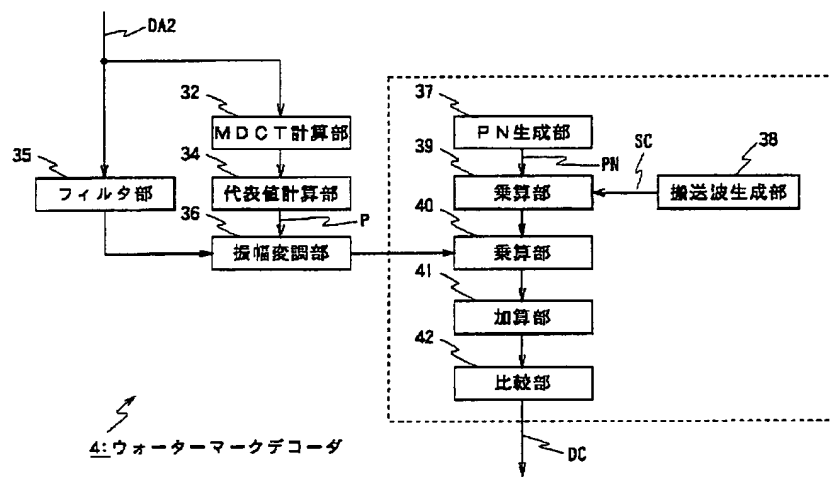 DA2
32
37
MDCT計算部
PN生成部
35
34
39
PN
SC
38
フィルタ部
代表値計算部
乗算部
搬送波生成部
36
P
40
振幅変調部
乗算部
41
加算部
42
比較部
4:ウォーターマークデコーダ
DC